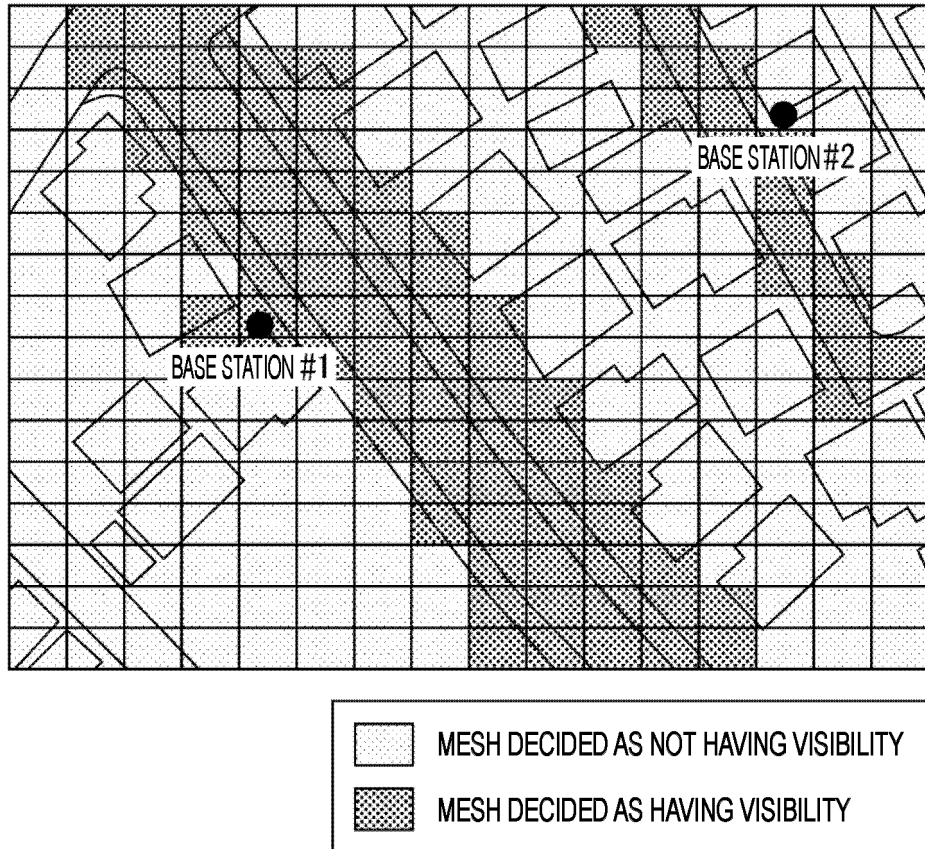 BASE STATION #2
BASE STATION #1
MESH DECIDED AS NOT HAVING VISIBILITY
MESH DECIDED AS HAVING VISIBILITY